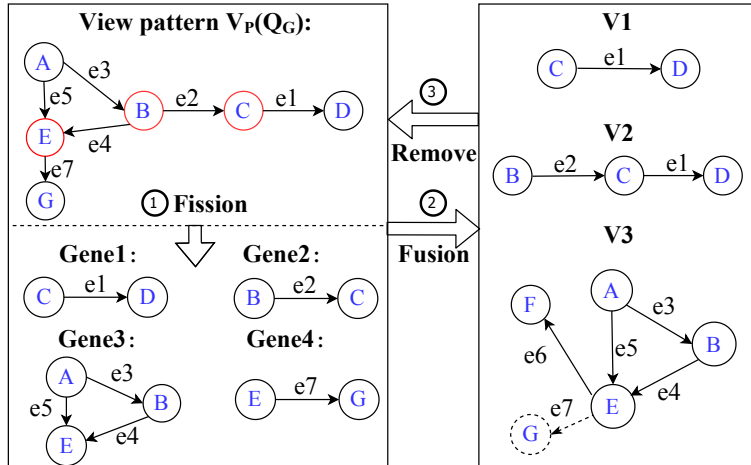 View pattern V_P(Q_G):
A
e3
e5
B
e2
C
e1
D
E
e4
e7
G
① Fission
Gene1:
C
e1
D
Gene2:
B
e2
C
Gene3:
A
e3
e5
B
e4
E
Gene4:
E
e7
G
③
Remove
②
Fusion
V1
C
e1
D
V2
B
e2
C
e1
D
V3
F
A
e3
B
e6
e5
e4
E
e7
G